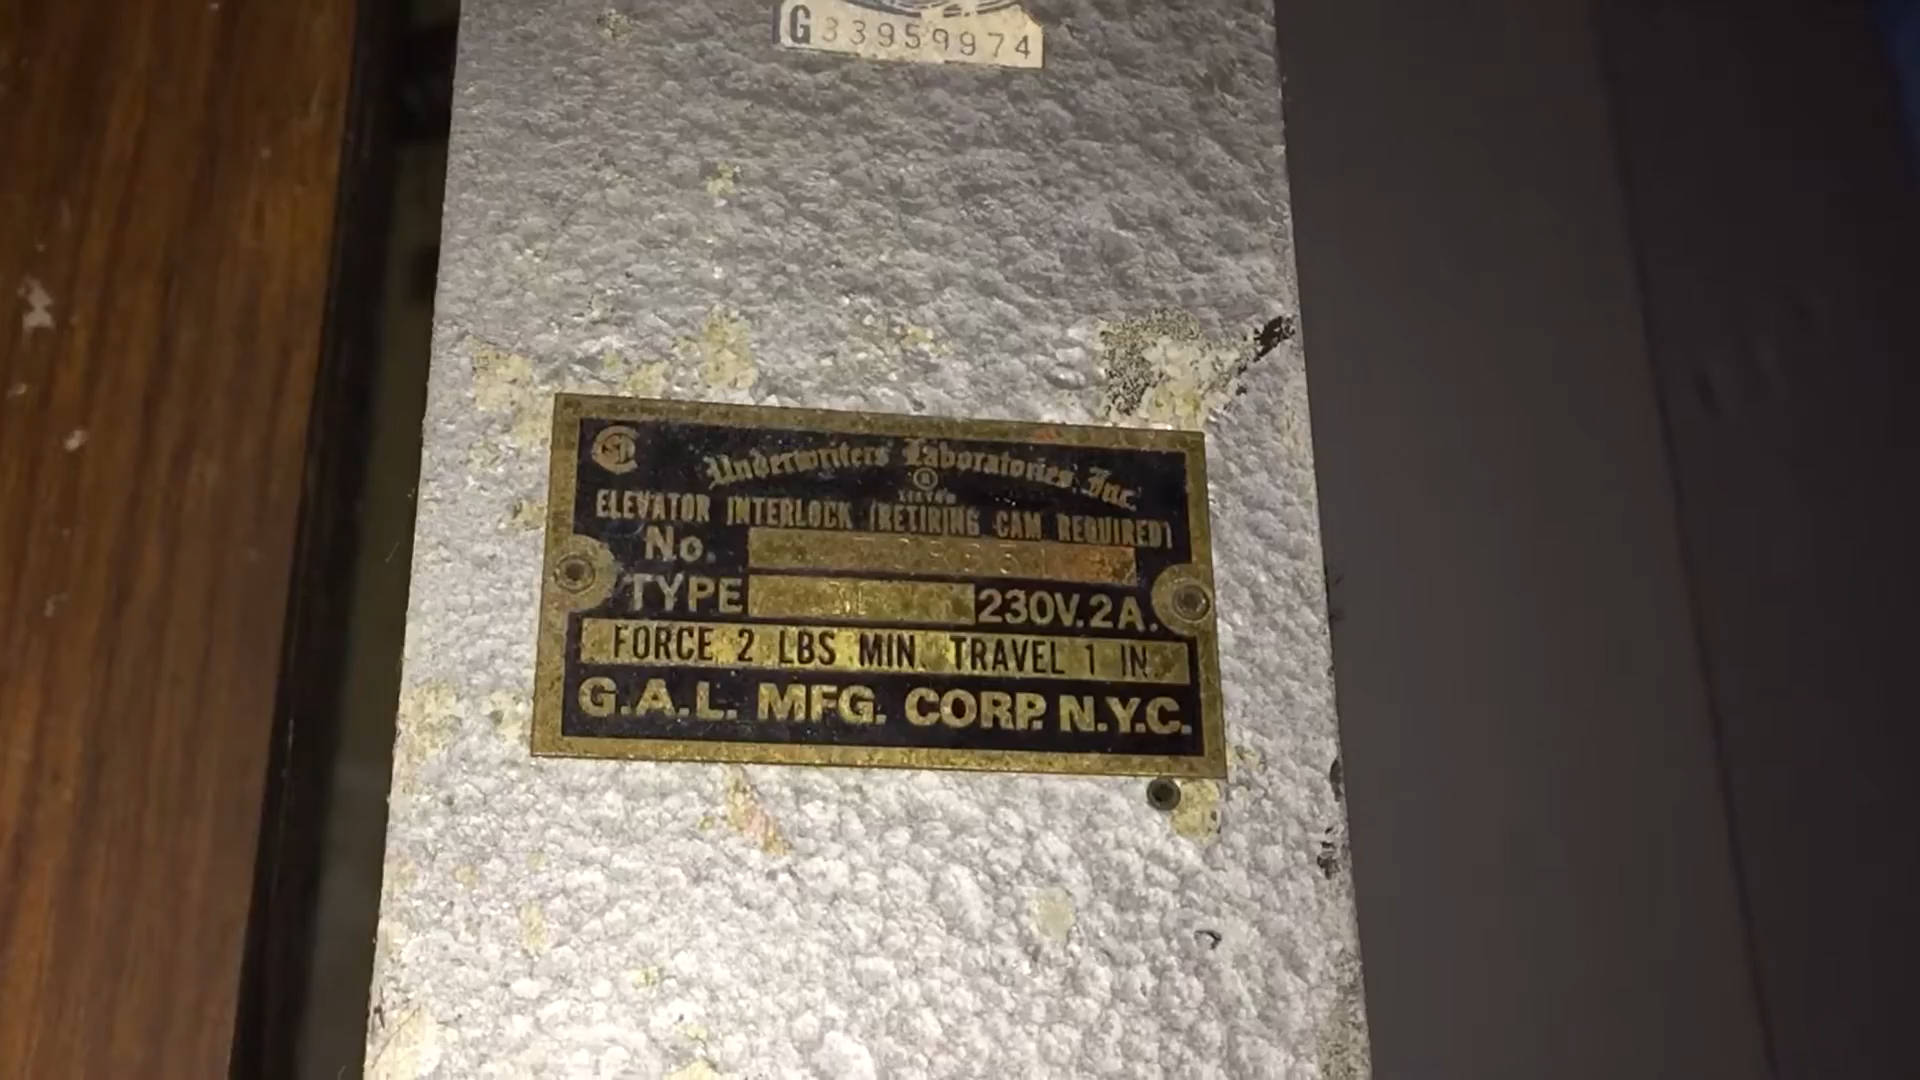 G33959974
Underwriters Laboratories, Inc.
LISTED
ELEVATOR INTERLOCK (RETIRING CAM REQUIRED)
No.
TYPE 230V.2A.
FORCE 2 LBS MIN. TRAVEL 1 IN.
G.A.L. MFG. CORP. N.Y.C.